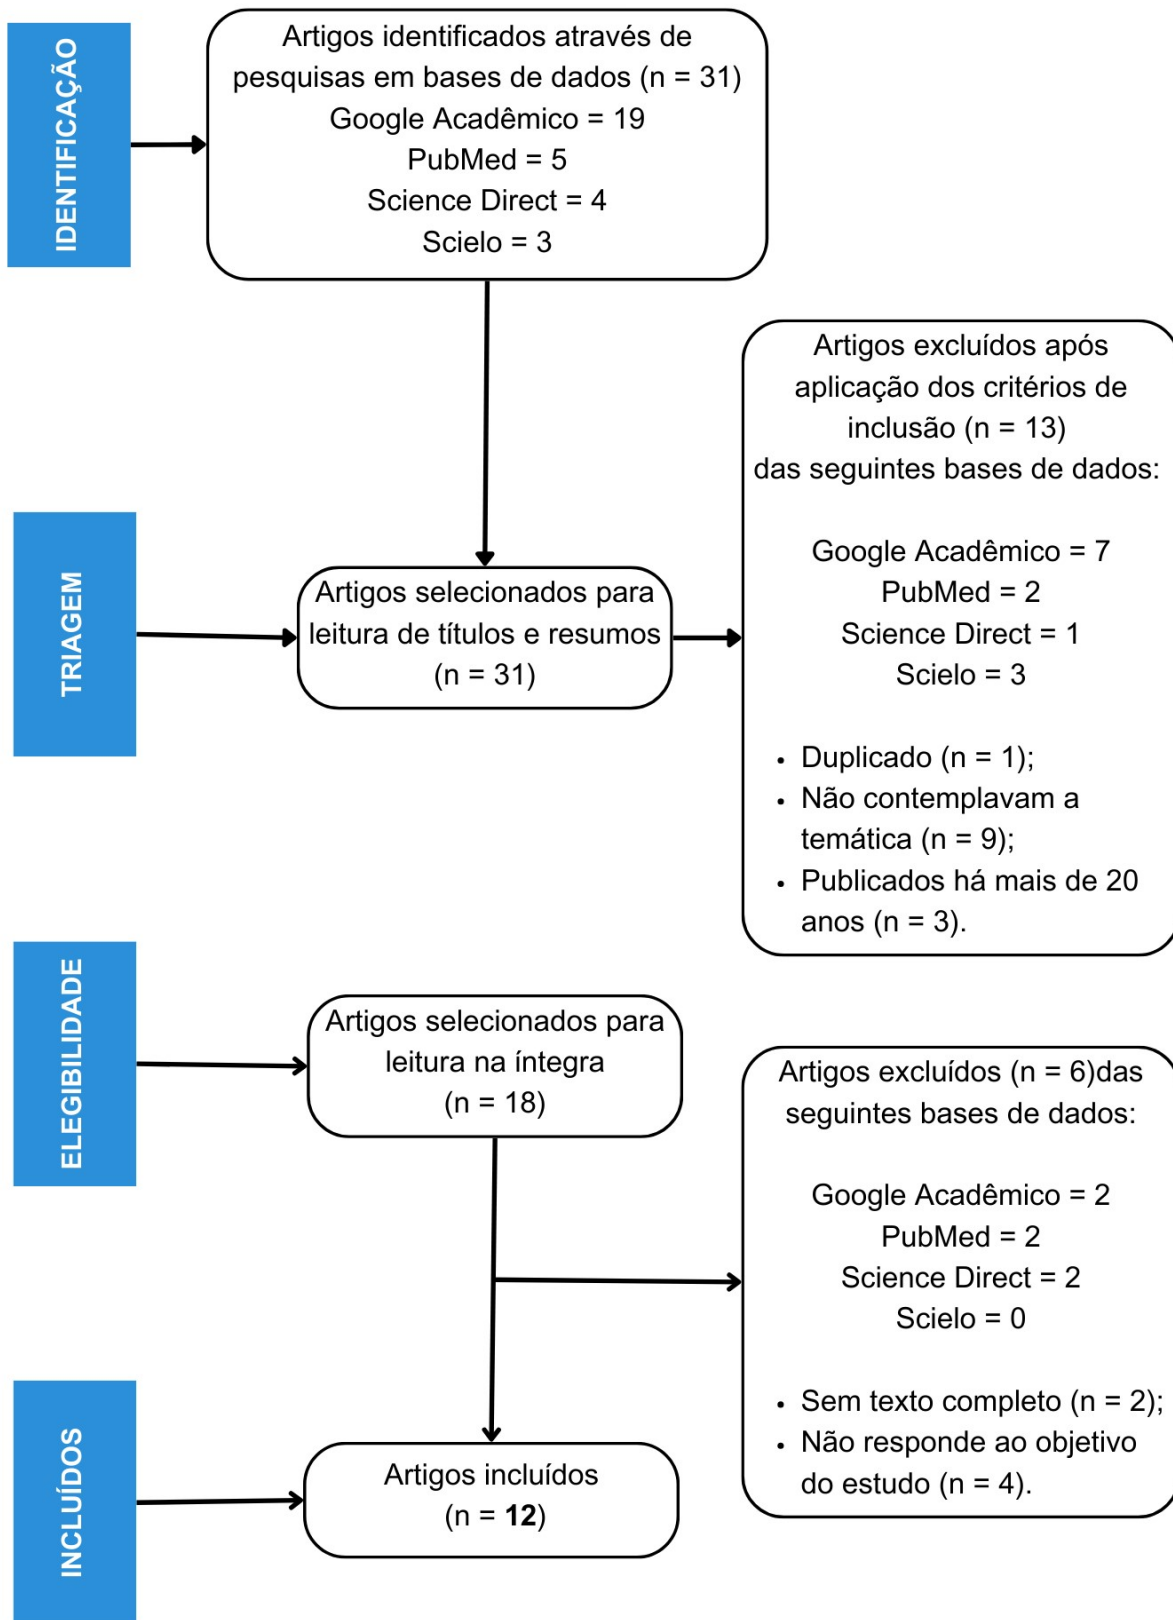 IDENTIFICAÇÃO
Artigos identificados através de
pesquisas em bases de dados (n = 31)
Google Acadêmico = 19
PubMed = 5
Science Direct = 4
Scielo = 3
TRIAGEM
Artigos selecionados para
leitura de títulos e resumos
(n = 31)
Artigos excluídos após
aplicação dos critérios de
inclusão (n = 13)
das seguintes bases de dados:
Google Acadêmico = 7
PubMed = 2
Science Direct = 1
Scielo = 3
• Duplicado (n = 1);
• Não contemplavam a
temática (n = 9);
• Publicados há mais de 20
anos (n = 3).
ELEGIBILIDADE
Artigos selecionados para
leitura na íntegra
(n = 18)
Artigos excluídos (n = 6)das
seguintes bases de dados:
Google Acadêmico = 2
PubMed = 2
Science Direct = 2
Scielo = 0
• Sem texto completo (n = 2);
• Não responde ao objetivo
do estudo (n = 4).
INCLUÍDOS
Artigos incluídos
(n = 12)